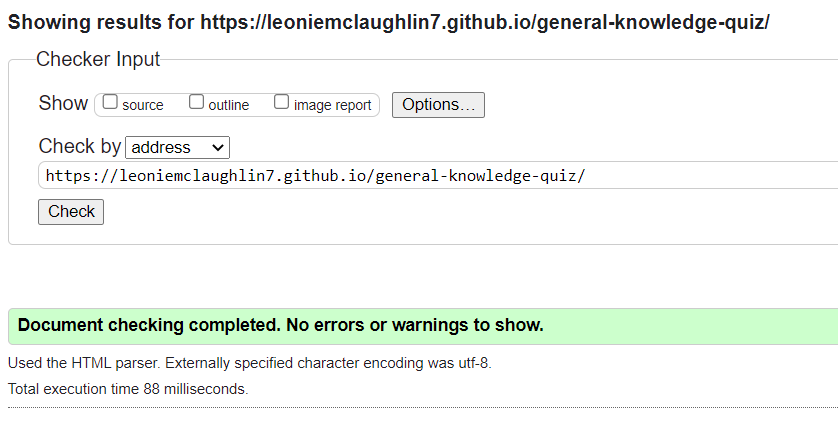 Showing results for https://leoniemclaughlin7.github.io/general-knowledge-quiz/
Checker Input
Show source outline image report Options…
Check by address
https://leoniemclaughlin7.github.io/general-knowledge-quiz/
Check
Document checking completed. No errors or warnings to show.
Used the HTML parser. Externally specified character encoding was utf-8.
Total execution time 88 milliseconds.